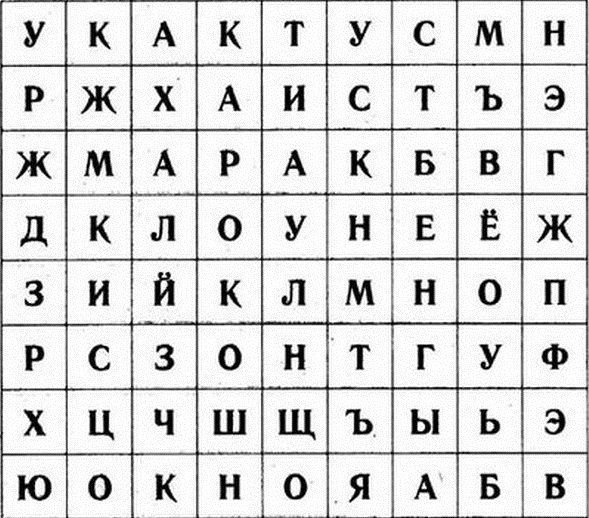 У К А К Т У С М Н
Р Ж Х А И С Т Ъ Э
Ж М А Р А К Б В Г
Д К Л О У Н Е Ё Ж
З И Й К Л М Н О П
Р С З О Н Т Г У Ф
Х Ц Ч Ш Щ Ъ Ы Ь Э
Ю О К Н О Я А Б В